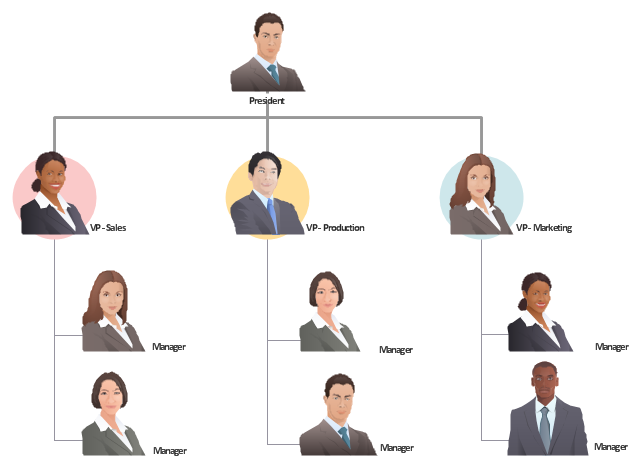 President
VP - Sales
VP - Production
VP - Marketing
Manager
Manager
Manager
Manager
Manager
Manager